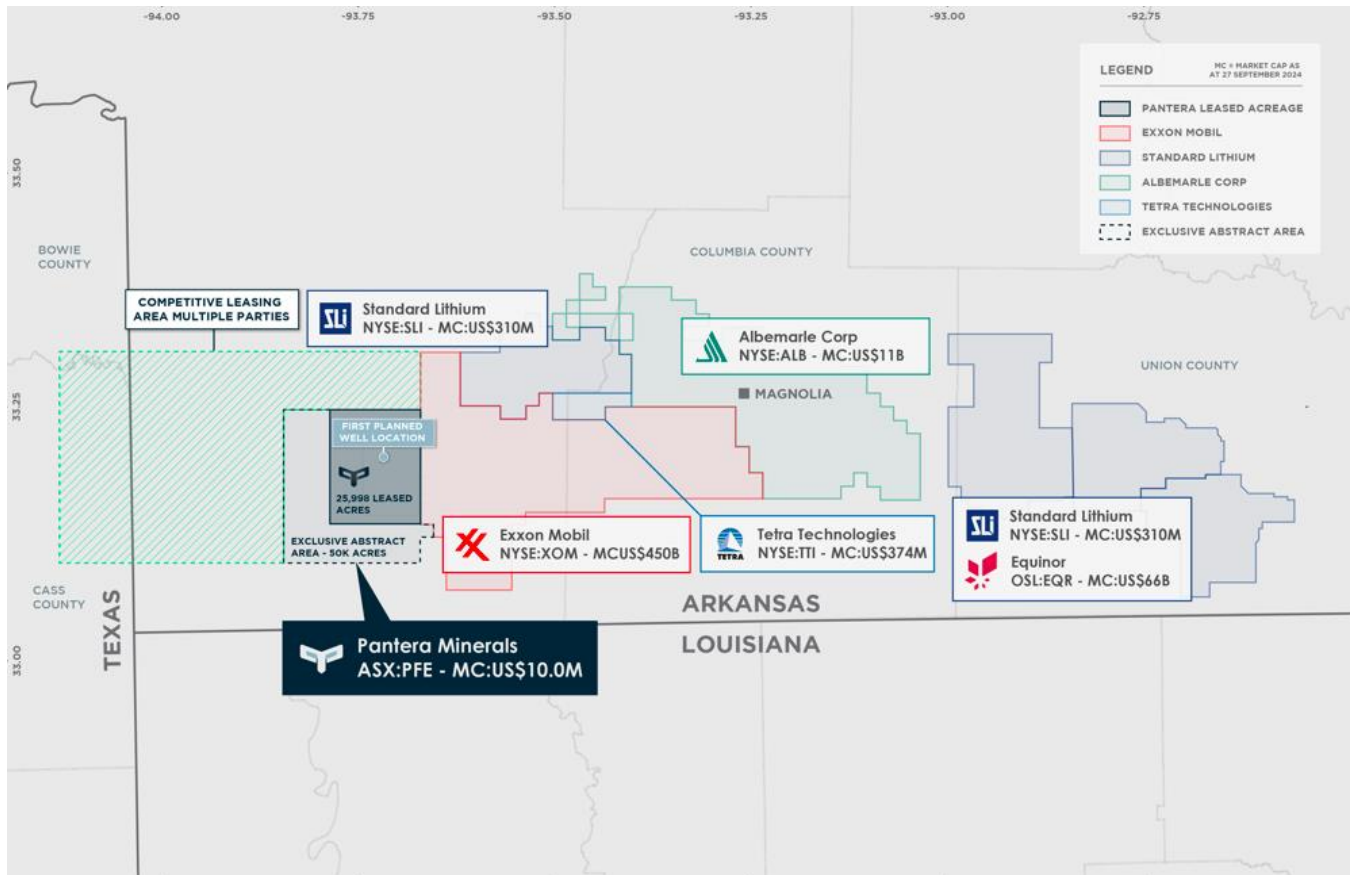 -94.00
-93.75
-93.50
-93.25
-93.00
-92.75
33.50
33.25
33.00
LEGEND
MC = MARKET CAP AS
AT 27 SEPTEMBER 2024
PANTERA LEASED ACREAGE
EXXON MOBIL
STANDARD LITHIUM
ALBEMARLE CORP
TETRA TECHNOLOGIES
EXCLUSIVE ABSTRACT AREA
BOWIE
COUNTY
COLUMBIA COUNTY
COMPETITIVE LEASING
AREA MULTIPLE PARTIES
SLi
Standard Lithium
NYSE:SLI - MC:US$310M
Albemarle Corp
NYSE:ALB - MC:US$11B
UNION COUNTY
MAGNOLIA
FIRST PLANNED
WELL LOCATION
25,998 LEASED
ACRES
EXCLUSIVE ABSTRACT
AREA - 50K ACRES
Exxon Mobil
NYSE:XOM - MCUS$450B
TETRA
Tetra Technologies
NYSE:TTI - MC:US$374M
SLi
Standard Lithium
NYSE:SLI - MC:US$310M
Equinor
OSL:EQR - MC:US$66B
CASS
COUNTY
TEXAS
ARKANSAS
LOUISIANA
Pantera Minerals
ASX:PFE - MC:US$10.0M